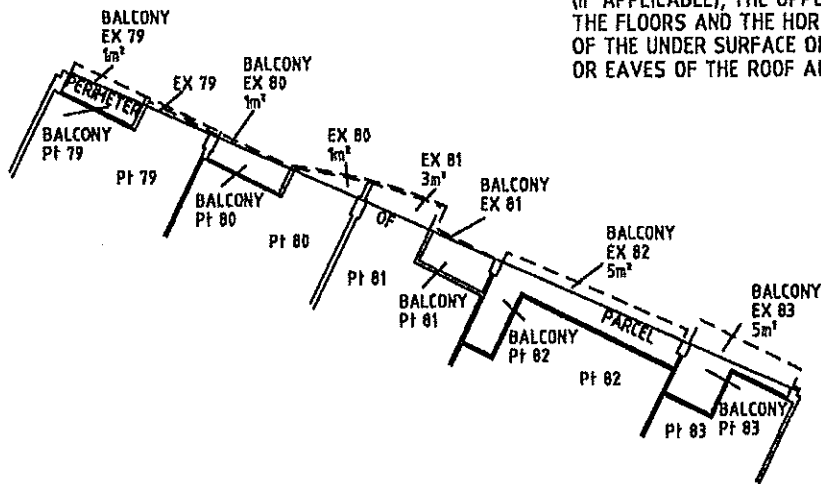 (IF APPLICABLE), THE UPPE
THE FLOORS AND THE HOR
OF THE UNDER SURFACE O
OR EAVES OF THE ROOF A
BALCONY
EX 79
1m²
EX 79
BALCONY
EX 80
1m²
PERIMETER
BALCONY
Pt 79
Pt 79
BALCONY
Pt 80
Pt 80
EX 80
1m²
EX 81
3m²
OF
BALCONY
EX 81
Pt 81
BALCONY
Pt 81
BALCONY
EX 82
5m²
PARCEL
BALCONY
Pt 82
Pt 82
BALCONY
EX 83
5m²
Pt 83
BALCONY
Pt 83